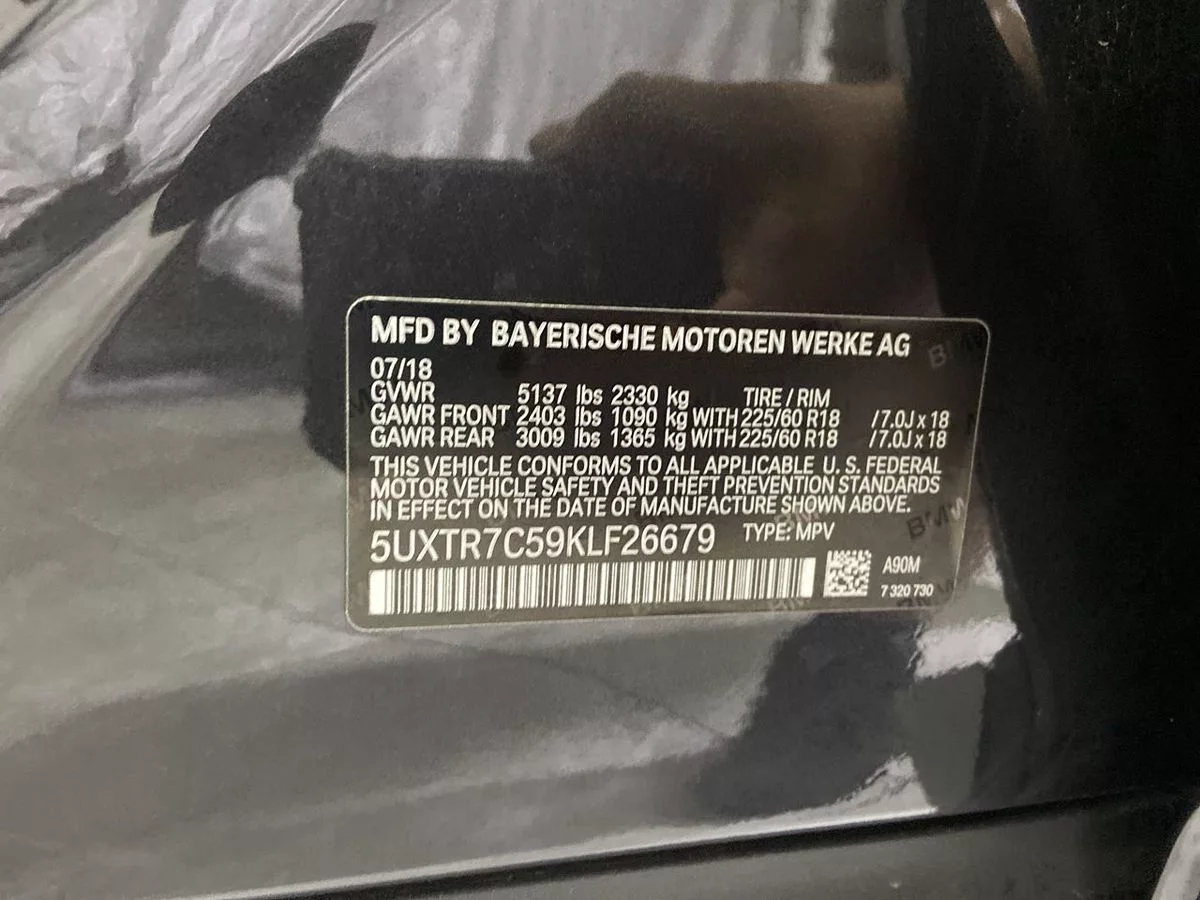 MFD BY BAYERISCHE MOTOREN WERKE AG
07/18
GVWR 5137 lbs 2330 kg TIRE / RIM
GAWR FRONT 2403 lbs 1090 kg WITH 225/60 R18 /7.0J x 18
GAWR REAR 3009 lbs 1365 kg WITH 225/60 R18 /7.0J x 18
THIS VEHICLE CONFORMS TO ALL APPLICABLE U. S. FEDERAL
MOTOR VEHICLE SAFETY AND THEFT PREVENTION STANDARDS
IN EFFECT ON THE DATE OF MANUFACTURE SHOWN ABOVE.
5UXTR7C59KLF26679 TYPE: MPV
A90M
7 320 730